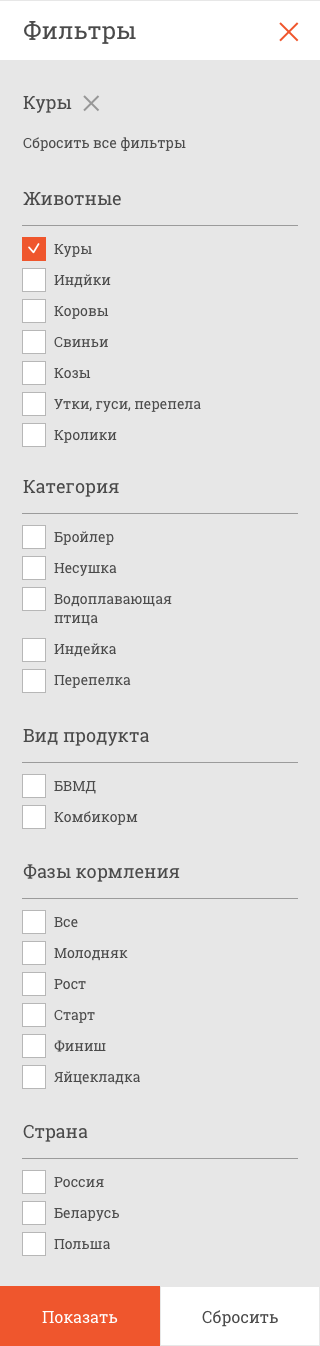 Фильтры
Куры
Сбросить все фильтры
Животные
Куры
Индйки
Коровы
Свиньи
Козы
Утки, гуси, перепела
Кролики
Категория
Бройлер
Несушка
Водоплавающая
птица
Индейка
Перепелка
Вид продукта
БВМД
Комбикорм
Фазы кормления
Все
Молодняк
Рост
Старт
Финиш
Яйцекладка
Страна
Россия
Беларусь
Польша
Показать
Сбросить